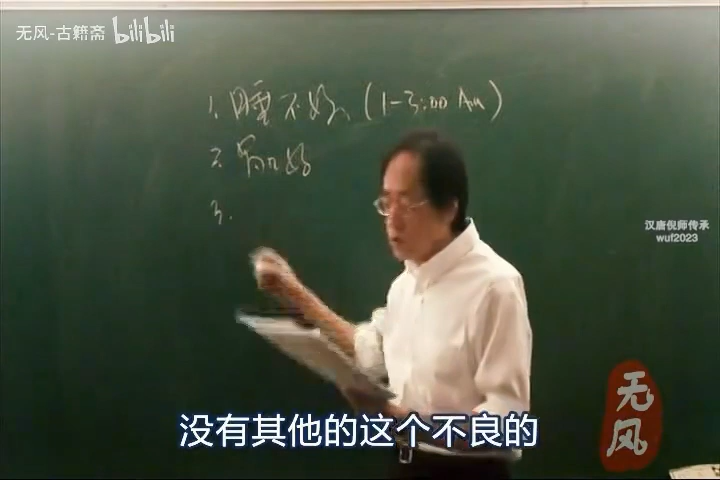 无风-古籍斋 bilibili
1. 睡不好 (1-3:00 AM)
2. 胃口好
3.
汉唐倪师传承
wuf2023
无风
没有其他的这个不良的